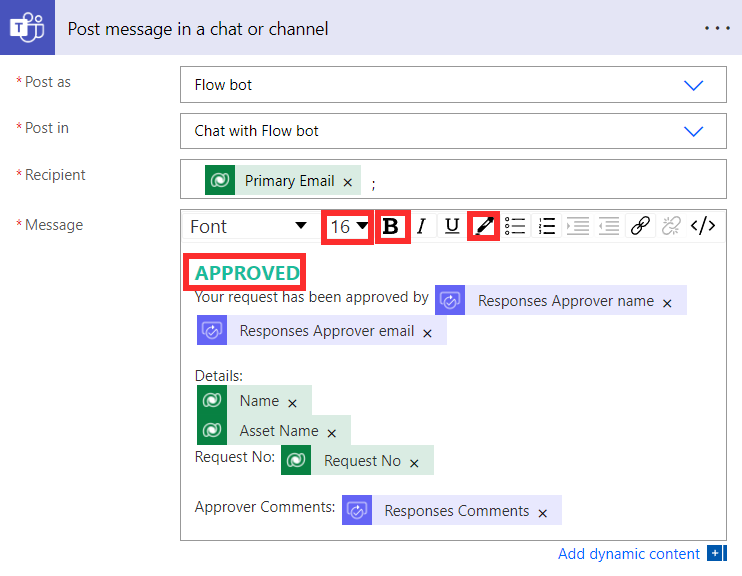 Post message in a chat or channel
* Post as
Flow bot
* Post in
Chat with Flow bot
* Recipient
Primary Email × ;
* Message
Font 16 B I U </>
APPROVED
Your request has been approved by Responses Approver name ×
Responses Approver email ×
Details:
Name ×
Asset Name ×
Request No: Request No ×
Approver Comments: Responses Comments ×
Add dynamic content +